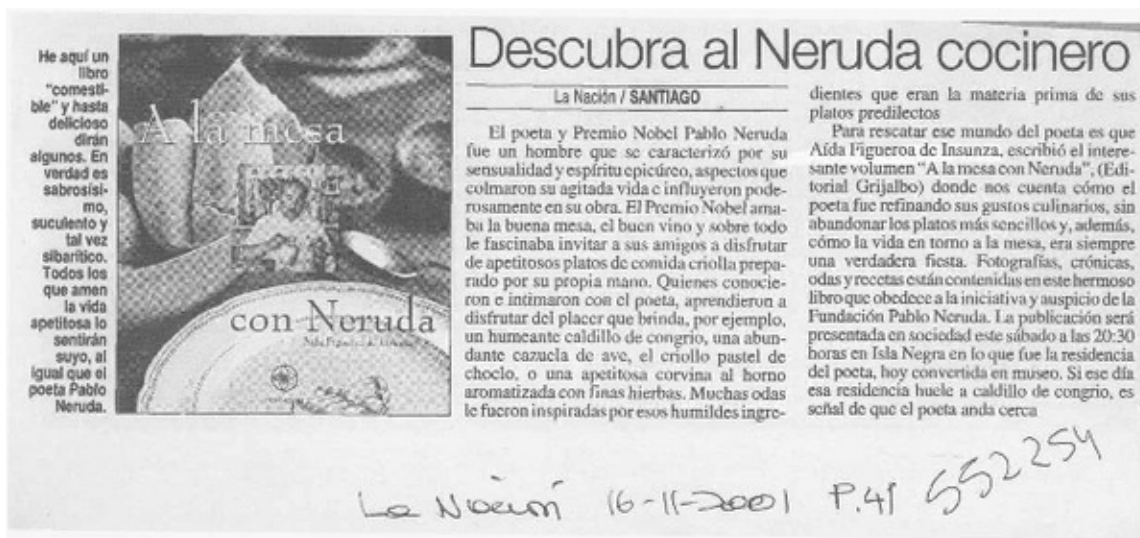 Descubra al Neruda cocinero
He aquí un
libro
"comesti-
ble" y hasta
delicioso
dirán
algunos. En
verdad es
sabrosísi-
mo,
suculento y
tal vez
sibarítico.
Todos los
que amen
la vida
apetitosa lo
sentirán
suyo, al
igual que el
poeta Pablo
Neruda.
A la mesa
con Neruda
La Nación / SANTIAGO
El poeta y Premio Nobel Pablo Neruda
fue un hombre que se caracterizó por su
sensualidad y espíritu epicúreo, aspectos que
colmaron su agitada vida e influyeron pode-
rosamente en su obra. El Premio Nobel ama-
ba la buena mesa, el buen vino y sobre todo
le fascinaba invitar a sus amigos a disfrutar
de apetitosos platos de comida criolla prepa-
rado por su propia mano. Quienes conocie-
ron e intimaron con el poeta, aprendieron a
disfrutar del placer que brinda, por ejemplo,
un humeante caldillo de congrio, una abun-
dante cazuela de ave, el criollo pastel de
choclo, o una apetitosa corvina al horno
aromatizada con finas hierbas. Muchas odas
le fueron inspiradas por esos humildes ingre-
dientes que eran la materia prima de sus
platos predilectos
Para rescatar ese mundo del poeta es que
Aída Figueroa de Insunza, escribió el intere-
sante volumen "A la mesa con Neruda", (Edi-
torial Grijalbo) donde nos cuenta cómo el
poeta fue refinando sus gustos culinarios, sin
abandonar los platos más sencillos y, además,
cómo la vida en torno a la mesa, era siempre
una verdadera fiesta. Fotografías, crónicas,
odas y recetas están contenidas en este hermoso
libro que obedece a la iniciativa y auspicio de la
Fundación Pablo Neruda. La publicación será
presentada en sociedad este sábado a las 20:30
horas en Isla Negra en lo que fue la residencia
del poeta, hoy convertida en museo. Si ese día
esa residencia huele a caldillo de congrio, es
señal de que el poeta anda cerca
La Nación 16-11-2001 P.41 552254